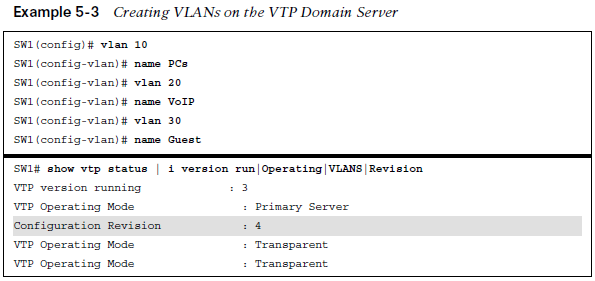 Example 5-3 Creating VLANs on the VTP Domain Server
SW1(config)# vlan 10
SW1(config-vlan)# name PCs
SW1(config-vlan)# vlan 20
SW1(config-vlan)# name VoIP
SW1(config-vlan)# vlan 30
SW1(config-vlan)# name Guest
SW1# show vtp status | i version run|Operating|VLANS|Revision
VTP version running : 3
VTP Operating Mode : Primary Server
Configuration Revision : 4
VTP Operating Mode : Transparent
VTP Operating Mode : Transparent